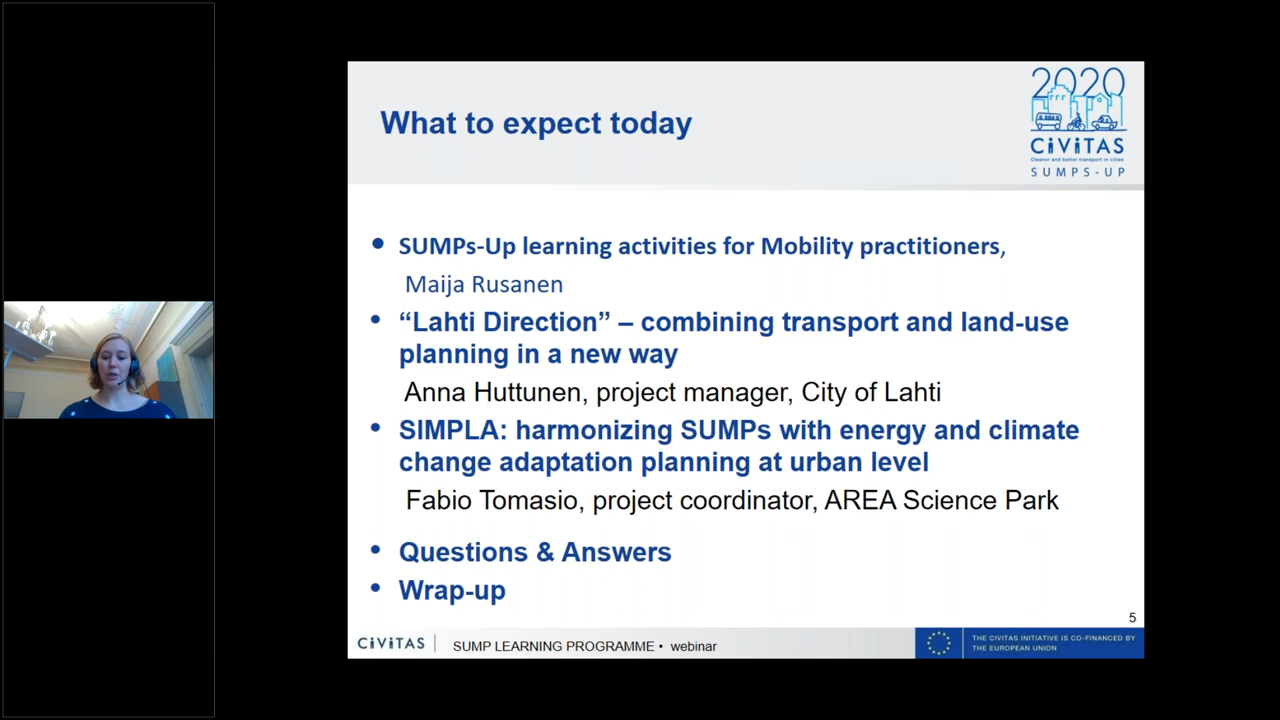 What to expect today
2020
CiViTAS
Cleaner and better transport in cities
SUMPS-UP
• SUMPs-Up learning activities for Mobility practitioners,
Maija Rusanen
• “Lahti Direction” – combining transport and land-use
planning in a new way
Anna Huttunen, project manager, City of Lahti
• SIMPLA: harmonizing SUMPs with energy and climate
change adaptation planning at urban level
Fabio Tomasio, project coordinator, AREA Science Park
• Questions & Answers
• Wrap-up
5
CiViTAS
SUMP LEARNING PROGRAMME • webinar
THE CIVITAS INITIATIVE IS CO-FINANCED BY
THE EUROPEAN UNION